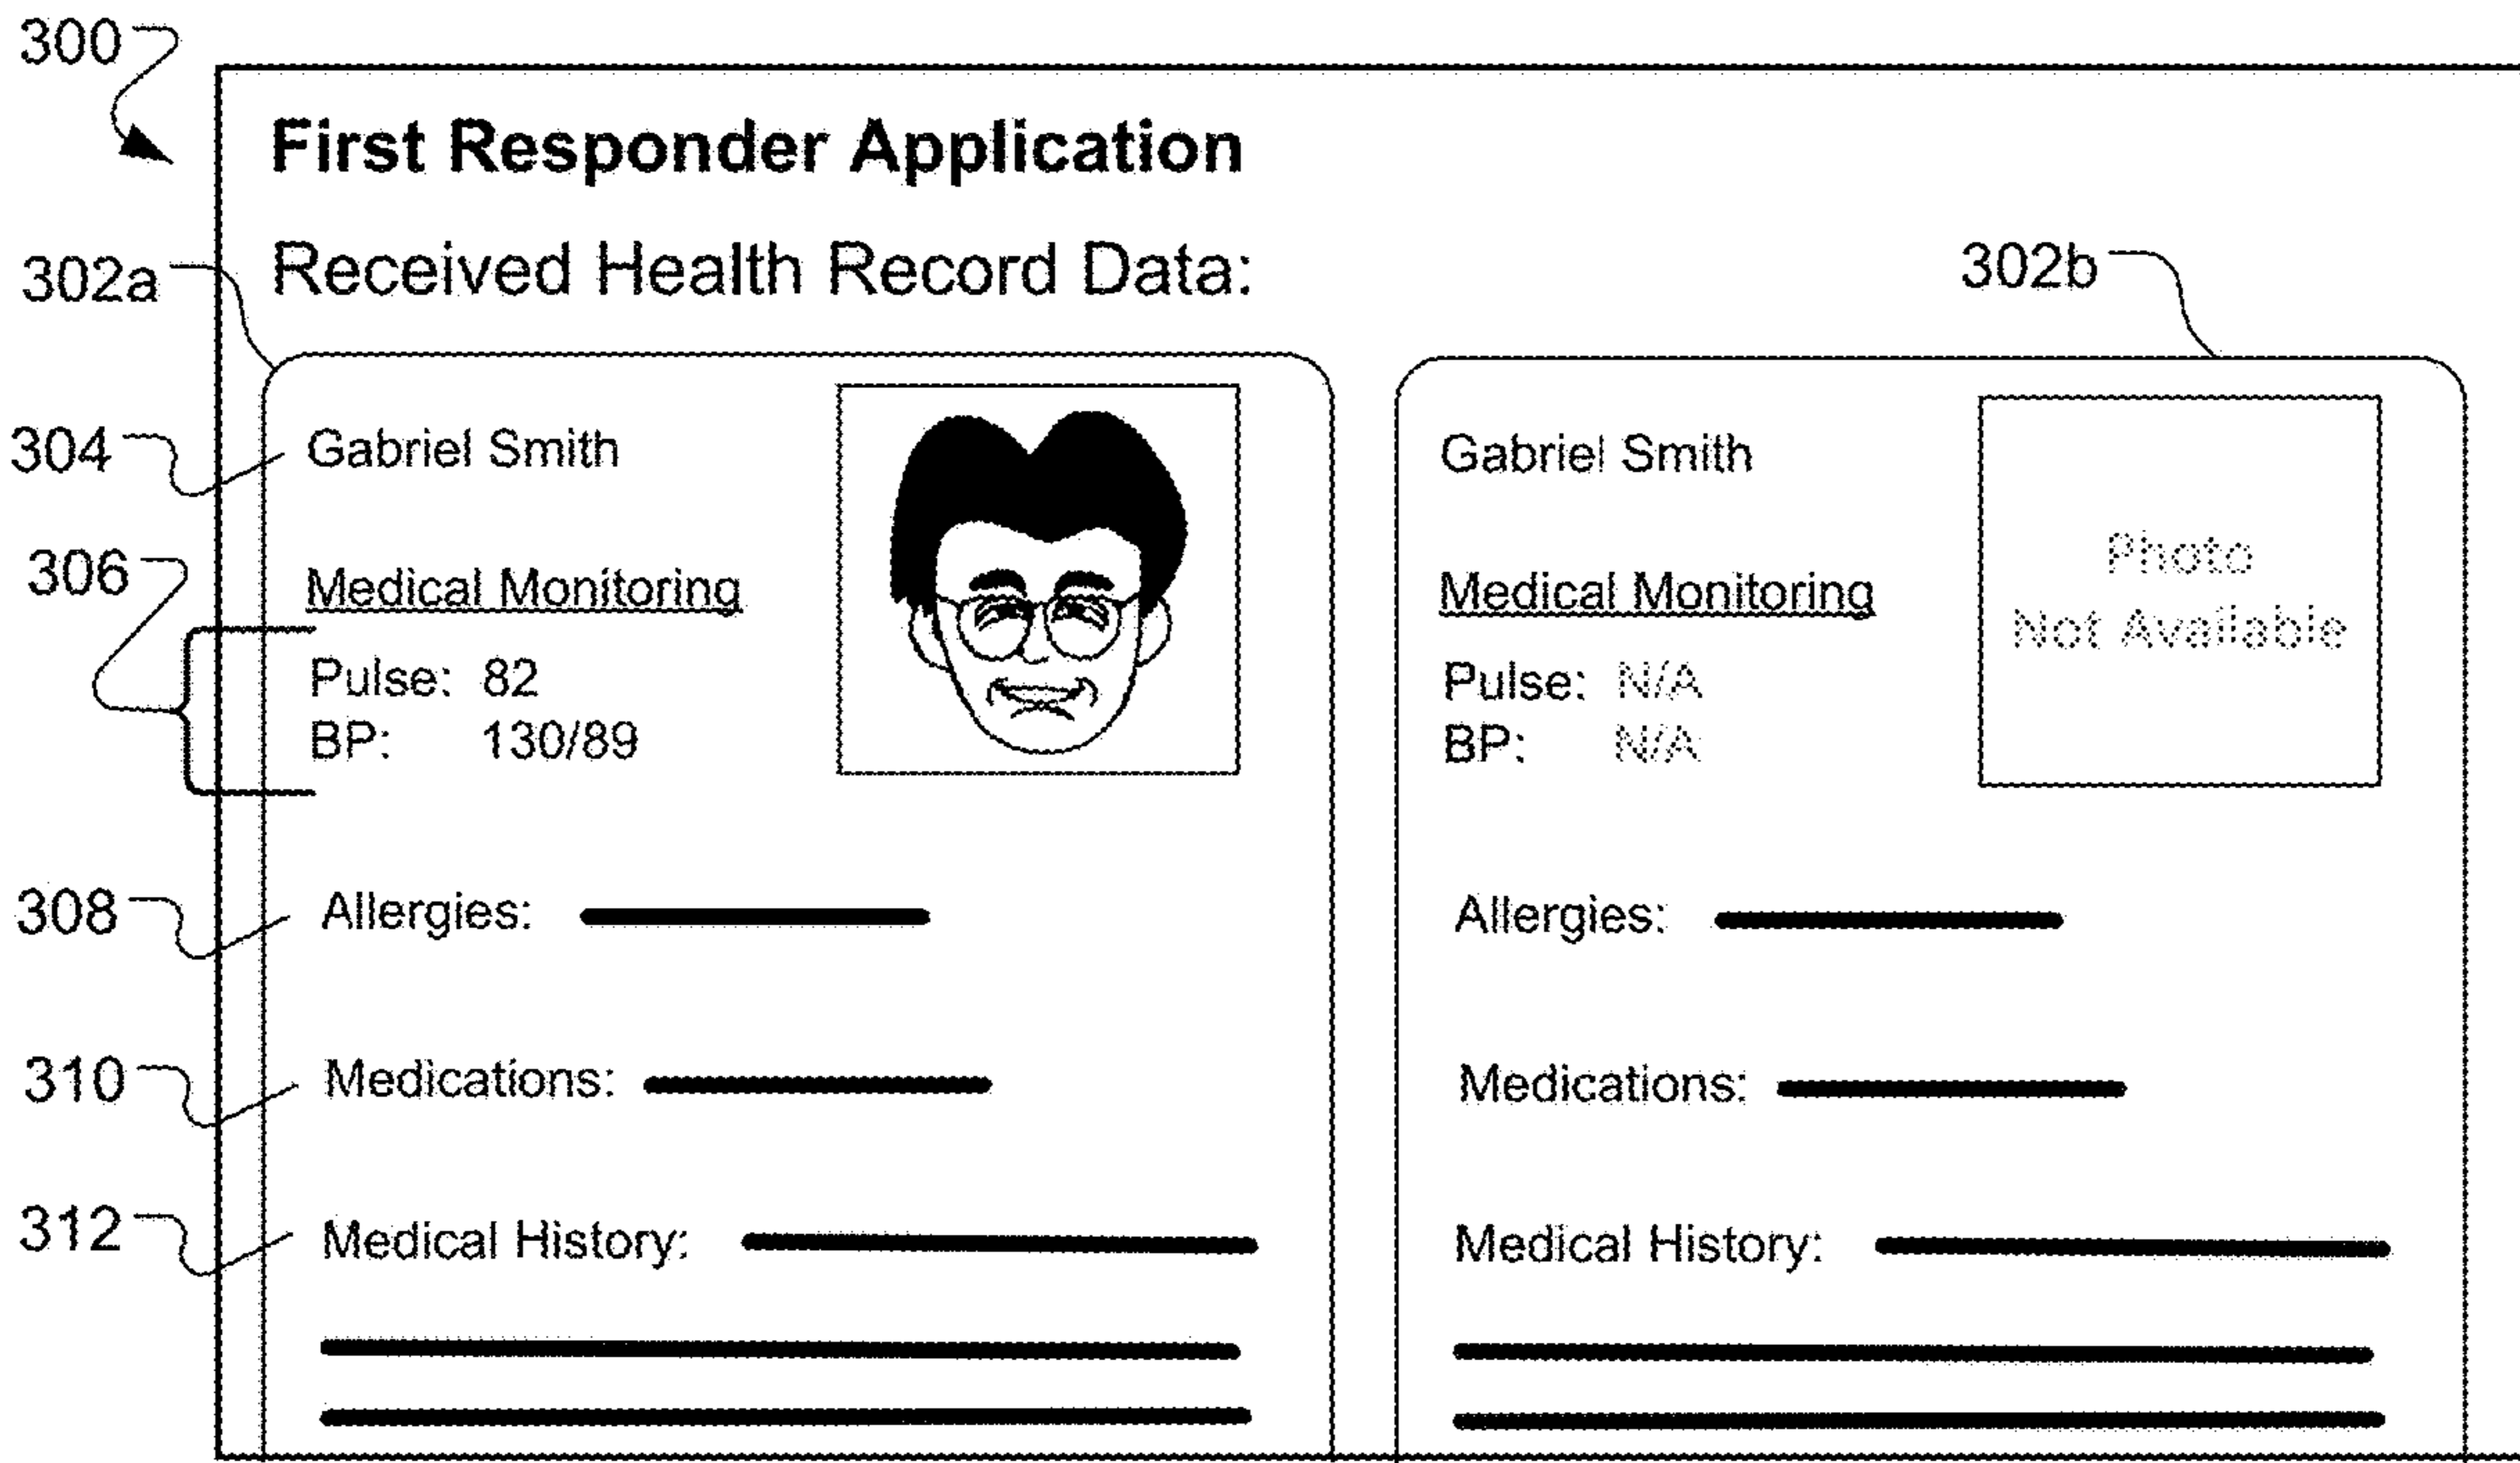 300
First Responder Application
302a
Received Health Record Data:
302b
304
Gabriel Smith
306
Medical Monitoring
Pulse: 82
BP: 130/89
308
Allergies:
310
Medications:
312
Medical History:
Gabriel Smith
Photo
Not Available
Medical Monitoring
Pulse: N/A
BP: N/A
Allergies:
Medications:
Medical History: